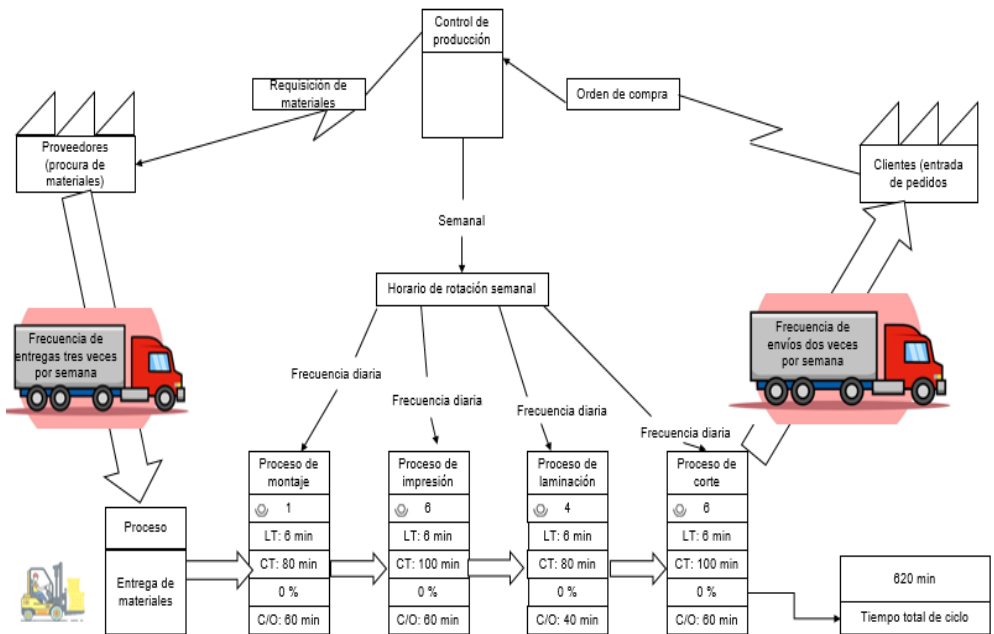 Control de
producción
Requisición de
materiales
Orden de compra
Proveedores
(procura de
materiales)
Clientes (entrada
de pedidos
Semanal
Horario de rotación semanal
Frecuencia de
entregas tres veces
por semana
Frecuencia de
envíos dos veces
por semana
Frecuencia diaria
Frecuencia diaria
Frecuencia diaria
Frecuencia diaria
Proceso
Entrega de
materiales
Proceso de
montaje
1
LT: 6 min
CT: 80 min
0 %
C/O: 60 min
Proceso de
impresión
6
LT: 6 min
CT: 100 min
0 %
C/O: 60 min
Proceso de
laminación
4
LT: 6 min
CT: 80 min
0 %
C/O: 40 min
Proceso de
corte
6
LT: 6 min
CT: 100 min
0 %
C/O: 60 min
620 min
Tiempo total de ciclo